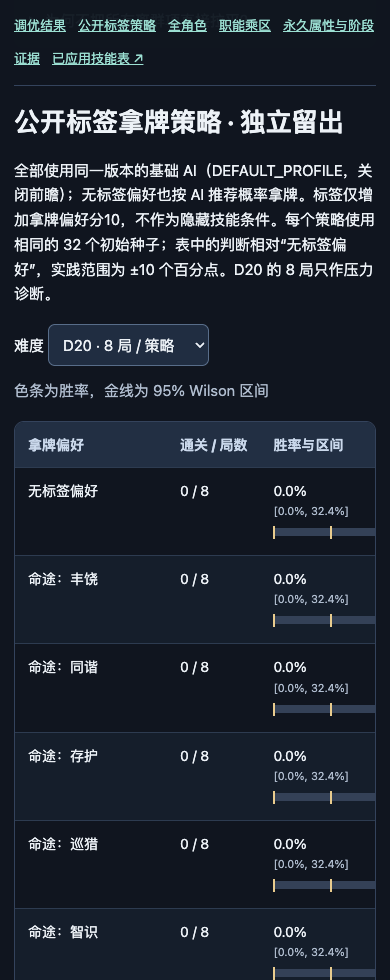 调优结果 公开标签策略 全角色 职能乘区 永久属性与阶段
证据 已应用技能表 ↗
公开标签拿牌策略 · 独立留出
全部使用同一版本的基础 AI（DEFAULT_PROFILE，关
闭前瞻）；无标签偏好也按 AI 推荐概率拿牌。标签仅增
加拿牌偏好分10，不作为隐藏技能条件。每个策略使用
相同的 32 个初始种子；表中的判断相对“无标签偏
好”，实践范围为 ±10 个百分点。D20 的 8 局只作压力
诊断。
难度 D20 · 8 局 / 策略
色条为胜率，金线为 95% Wilson 区间
拿牌偏好 通关 / 局数 胜率与区间
无标签偏好 0 / 8 0.0%
[0.0%, 32.4%]
命途：丰饶 0 / 8 0.0%
[0.0%, 32.4%]
命途：同谐 0 / 8 0.0%
[0.0%, 32.4%]
命途：存护 0 / 8 0.0%
[0.0%, 32.4%]
命途：巡猎 0 / 8 0.0%
[0.0%, 32.4%]
命途：智识 0 / 8 0.0%
[0.0%, 32.4%]